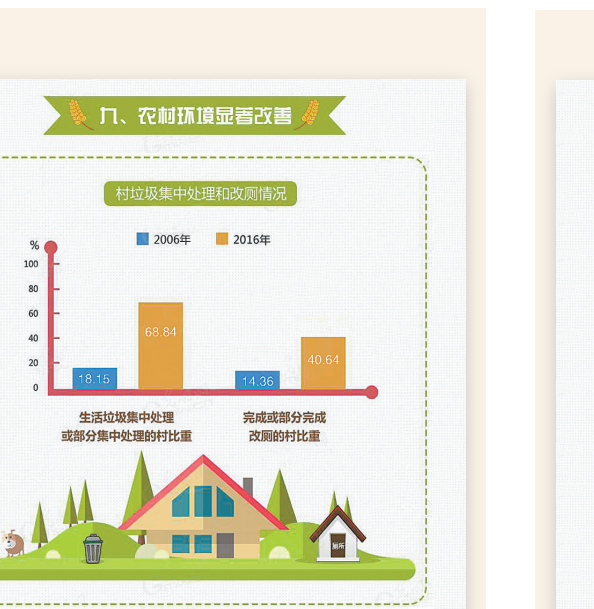 九、农村环境显著改善
村垃圾集中处理和改厕情况
2006年 2016年
%
100
80
60
40
20
0
68.84
40.64
18.15
14.36
生活垃圾集中处理
或部分集中处理的村比重
完成或部分完成
改厕的村比重
厕所